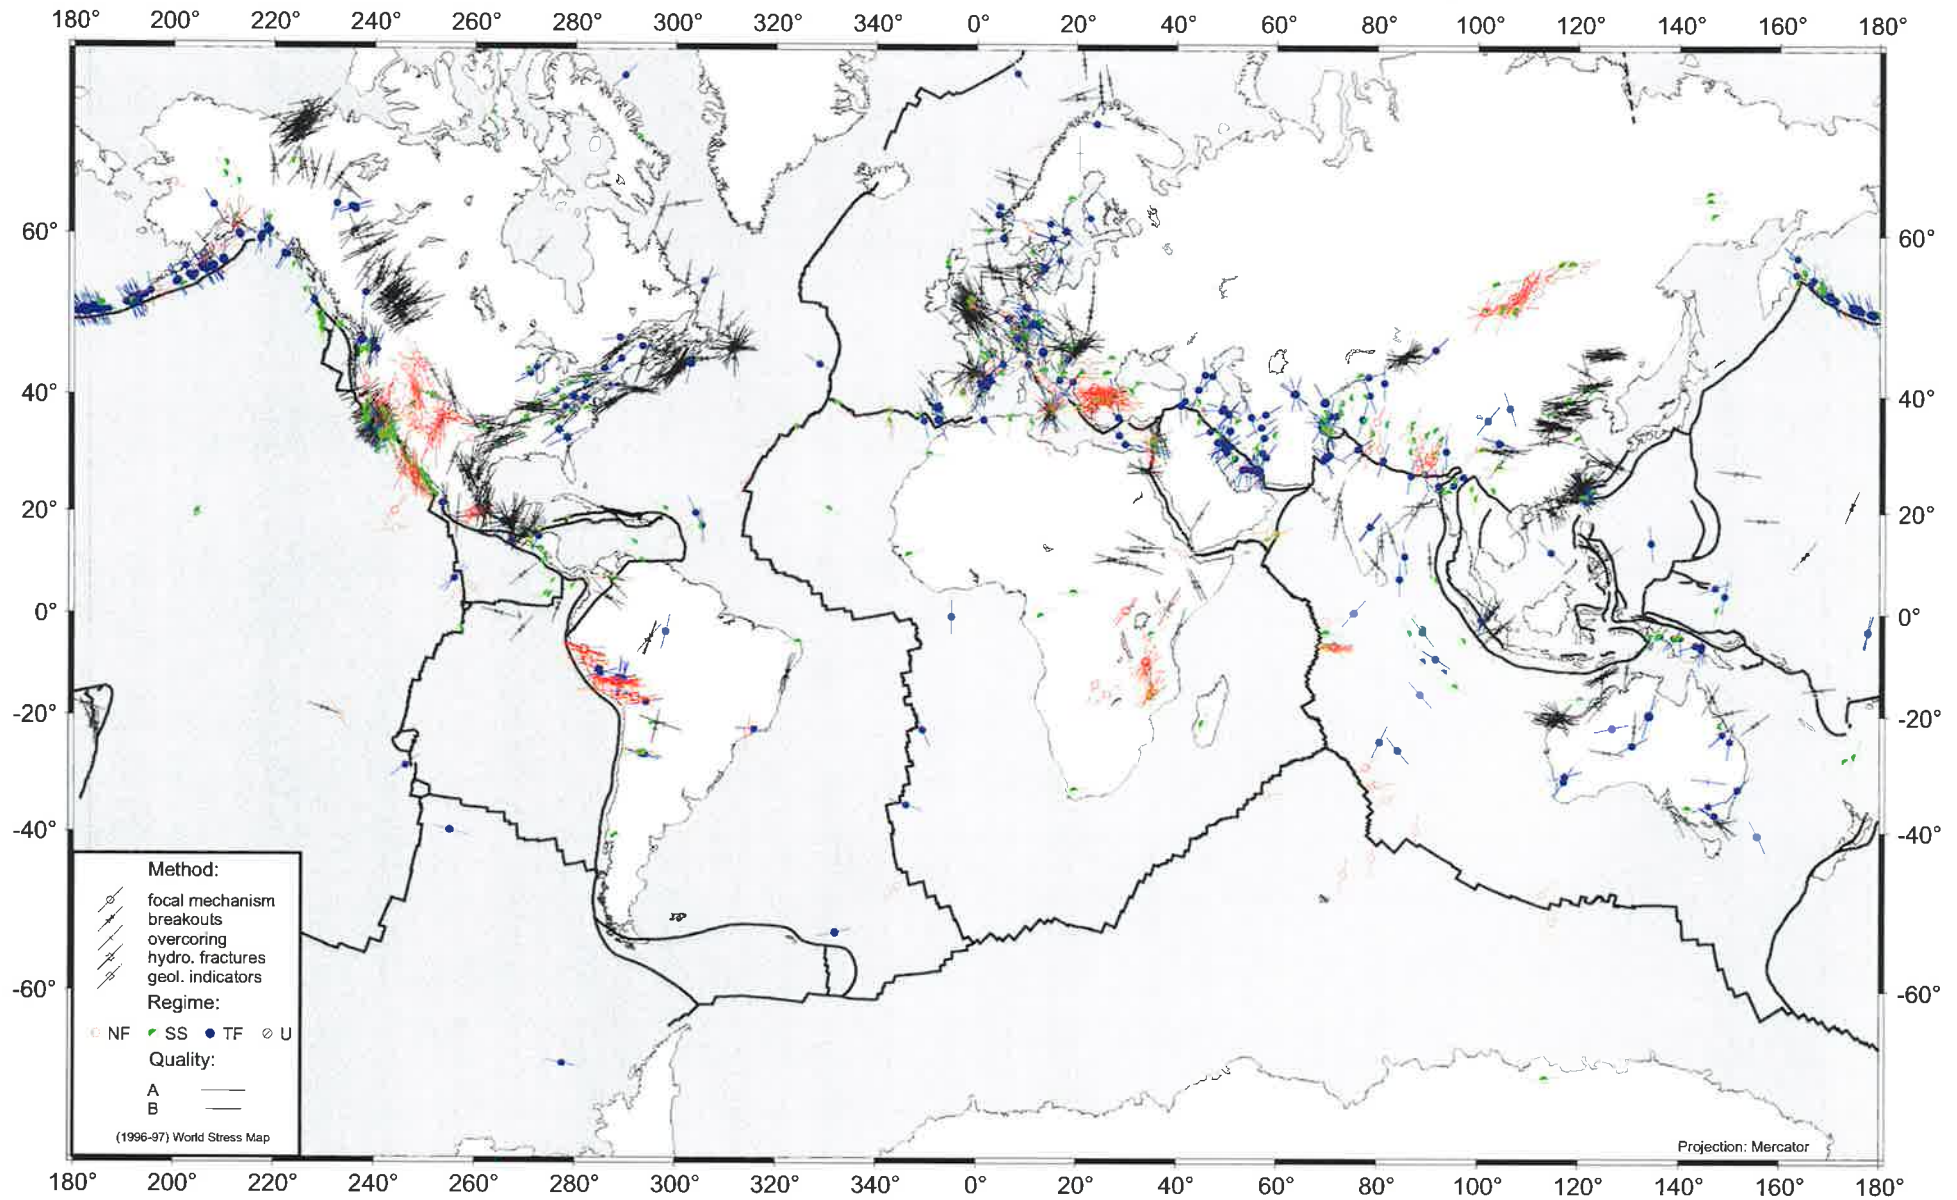 180° 200° 220° 240° 260° 280° 300° 320° 340° 0° 20° 40° 60° 80° 100° 120° 140° 160° 180°
60° 60°
40° 40°
20° 20°
0° 0°
-20° -20°
-40° -40°
-60° -60°
Method:
focal mechanism
breakouts
overcoring
hydro. fractures
geol. indicators
Regime:
NF SS TF U
Quality:
A
B
(1996-97) World Stress Map
Projection: Mercator
180° 200° 220° 240° 260° 280° 300° 320° 340° 0° 20° 40° 60° 80° 100° 120° 140° 160° 180°